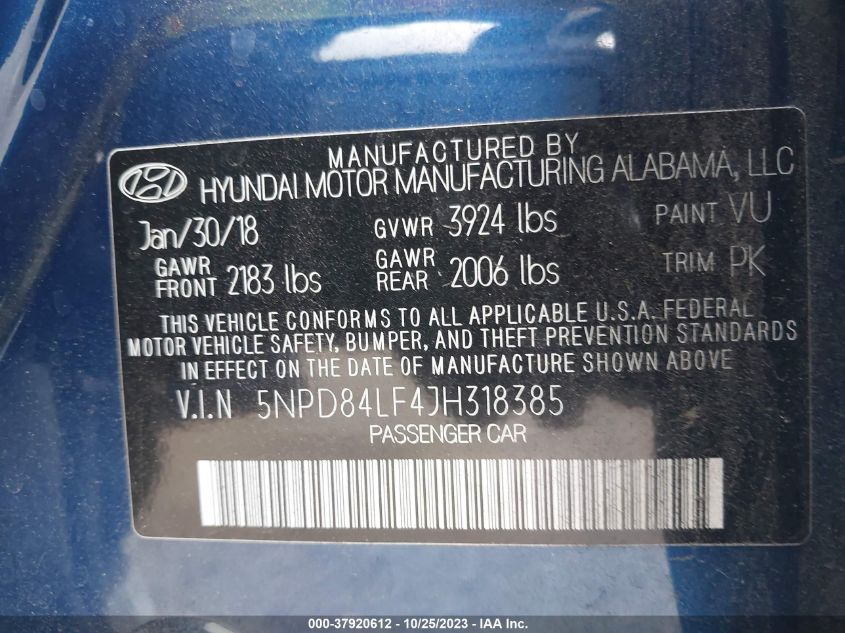 MANUFACTURED BY
HYUNDAI MOTOR MANUFACTURING ALABAMA, LLC
Jan/30/18 GVWR 3924 lbs PAINT VU
GAWR FRONT 2183 lbs GAWR REAR 2006 lbs TRIM PK
THIS VEHICLE CONFORMS TO ALL APPLICABLE U.S.A. FEDERAL
MOTOR VEHICLE SAFETY, BUMPER, AND THEFT PREVENTION STANDARDS
IN EFFECT ON THE DATE OF MANUFACTURE SHOWN ABOVE
V.I.N 5NPD84LF4JH318385
PASSENGER CAR
000-37920612 - 10/25/2023 - IAA Inc.